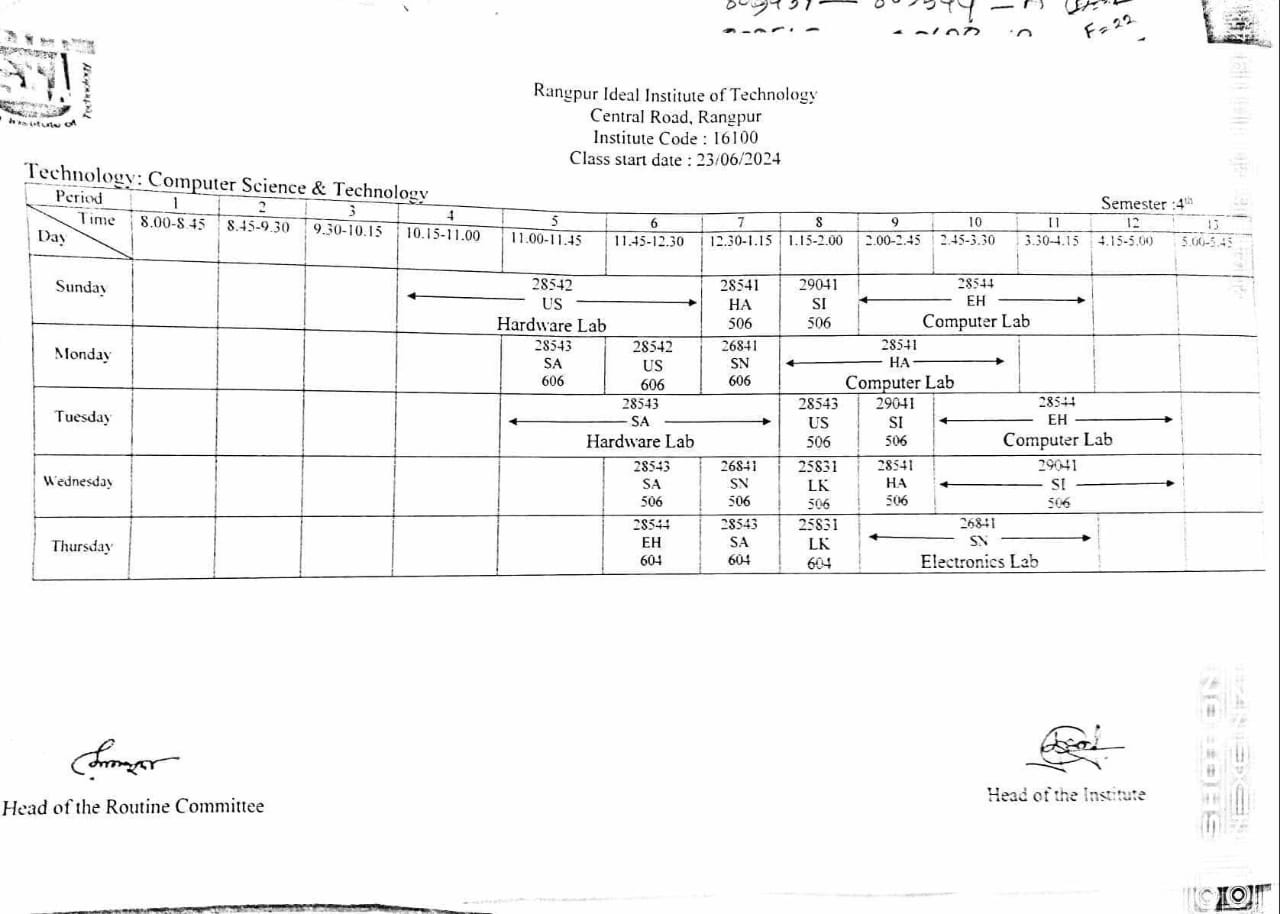 F=22
Rangpur Ideal Institute of Technology
Central Road, Rangpur
Institute Code : 16100
Class start date : 23/06/2024
Technology: Computer Science & Technology
Semester :4th
Period 1 2 3 4 5 6 7 8 9 10 11 12 13
Time 8.00-8.45 8.45-9.30 9.30-10.15 10.15-11.00 11.00-11.45 11.45-12.30 12.30-1.15 1.15-2.00 2.00-2.45 2.45-3.30 3.30-4.15 4.15-5.00 5.00-5.45
Day
Sunday 28542 28541 29041 28544
US HA SI EH
Hardware Lab 506 506 Computer Lab
Monday 28543 28542 26841 28541
SA US SN HA
606 606 606 Computer Lab
Tuesday 28543 28543 29041 28544
SA US SI EH
Hardware Lab 506 506 Computer Lab
Wednesday 28543 26841 25831 28541 29041
SA SN LK HA SI
506 506 506 506 506
Thursday 28544 28543 25831 26841
EH SA LK SN
604 604 604 Electronics Lab
Head of the Routine Committee
Head of the Institute